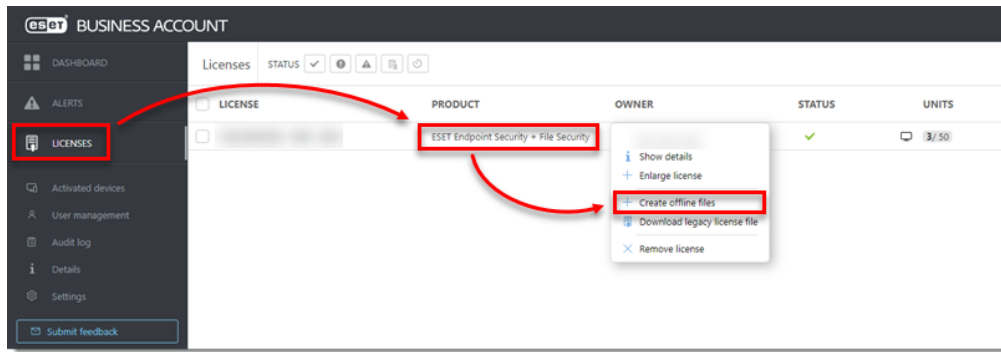 eset BUSINESS ACCOUNT
DASHBOARD
Licenses STATUS
ALERTS
LICENSE PRODUCT OWNER STATUS UNITS
LICENSES
ESET Endpoint Security + File Security
3/50
Show details
Enlarge license
Create offline files
Download legacy license file
Remove license
Activated devices
User management
Audit log
Details
Settings
Submit feedback